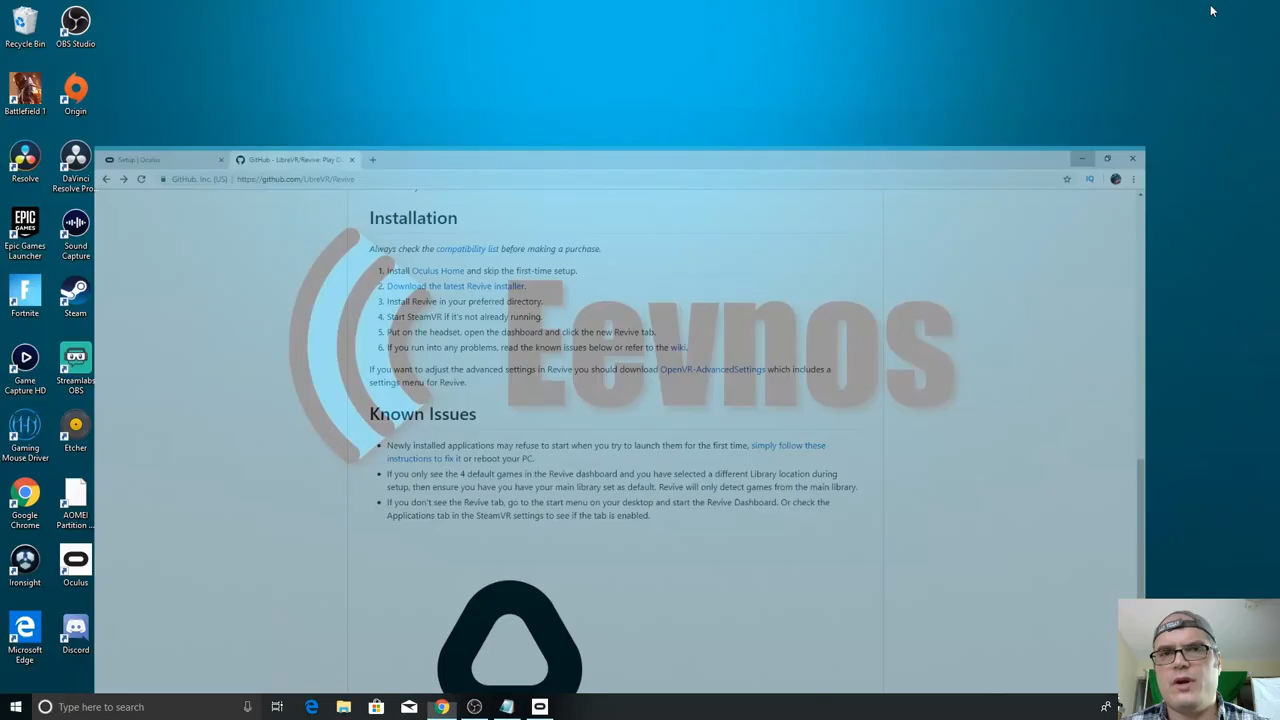 Recycle Bin
OBS Studio
Battlefield 1
Origin
Resolve
DaVinci
Resolve Pro...
EPIC
GAMES
Epic Games
Launcher
Sound
Capture
Fortnite
Steam
Game
Capture HD
Streamlabs
OBS
Gaming
Mouse Driver
Etcher
Google
Chrome
AOMEI
Partition ...
Ironsight
Oculus
Microsoft
Edge
Discord
Setup | Oculus
GitHub - LibreVR/Revive: Play O
GitHub, Inc. [US] | https://github.com/LibreVR/Revive
IQ
Installation
Always check the compatibility list before making a purchase.
1. Install Oculus Home and skip the first-time setup.
2. Download the latest Revive installer.
3. Install Revive in your preferred directory.
4. Start SteamVR if it's not already running.
5. Put on the headset, open the dashboard and click the new Revive tab.
6. If you run into any problems, read the known issues below or refer to the wiki.
If you want to adjust the advanced settings in Revive you should download OpenVR-AdvancedSettings which includes a
settings menu for Revive.
Eevnos
Known Issues
Newly installed applications may refuse to start when you try to launch them for the first time, simply follow these
instructions to fix it or reboot your PC.
If you only see the 4 default games in the Revive dashboard and you have selected a different Library location during
setup, then ensure you have you have your main library set as default. Revive will only detect games from the main library.
If you don't see the Revive tab, go to the start menu on your desktop and start the Revive Dashboard. Or check the
Applications tab in the SteamVR settings to see if the tab is enabled.
Type here to search